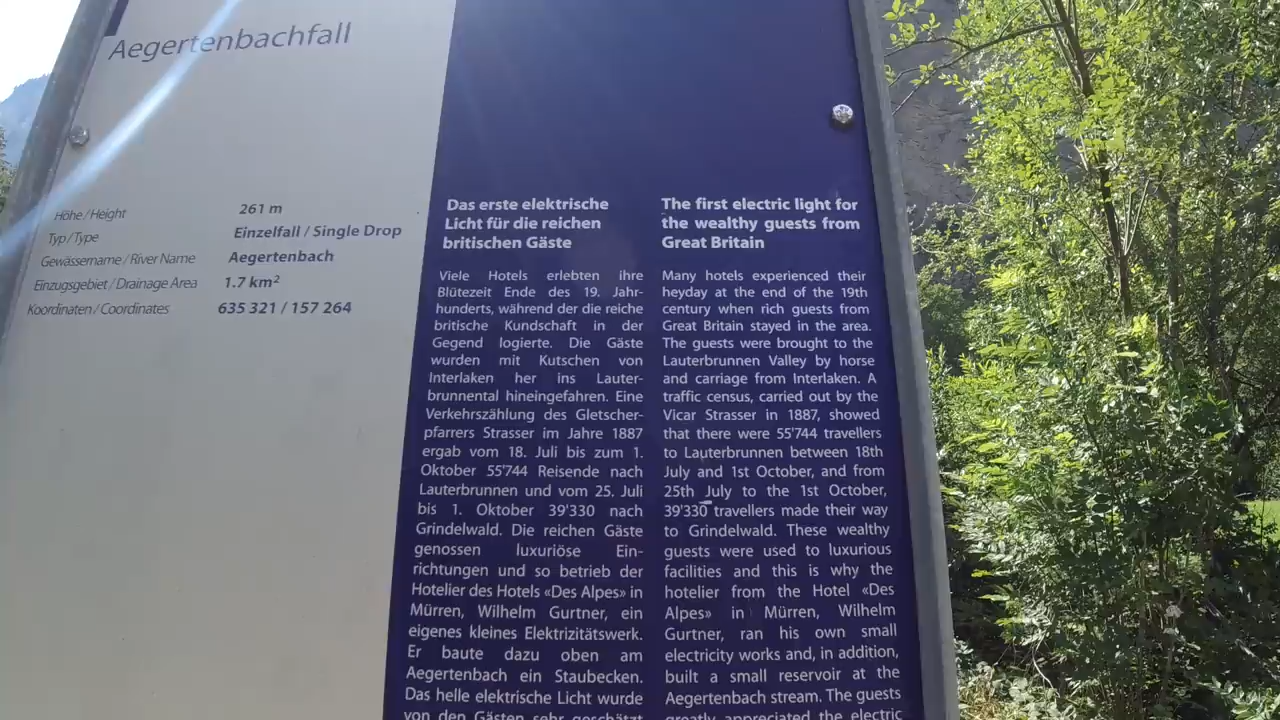 Aegertenbachfall
Höhe / Height 261 m
Typ / Type Einzelfall / Single Drop
Gewässername / River Name Aegertenbach
Einzugsgebiet / Drainage Area 1.7 km²
Koordinaten / Coordinates 635 321 / 157 264
Das erste elektrische
Licht für die reichen
britischen Gäste
Viele Hotels erlebten ihre
Blütezeit Ende des 19. Jahr-
hunderts, während der die reiche
britische Kundschaft in der
Gegend logierte. Die Gäste
wurden mit Kutschen von
Interlaken her ins Lauter-
brunnental hineingefahren. Eine
Verkehrszählung des Gletscher-
pfarrers Strasser im Jahre 1887
ergab vom 18. Juli bis zum 1.
Oktober 55'744 Reisende nach
Lauterbrunnen und vom 25. Juli
bis 1. Oktober 39'330 nach
Grindelwald. Die reichen Gäste
genossen luxuriöse Ein-
richtungen und so betrieb der
Hotelier des Hotels «Des Alpes» in
Mürren, Wilhelm Gurtner, ein
eigenes kleines Elektrizitätswerk.
Er baute dazu oben am
Aegertenbach ein Staubecken.
Das helle elektrische Licht wurde
von den Gästen sehr geschätzt
The first electric light for
the wealthy guests from
Great Britain
Many hotels experienced their
heyday at the end of the 19th
century when rich guests from
Great Britain stayed in the area.
The guests were brought to the
Lauterbrunnen Valley by horse
and carriage from Interlaken. A
traffic census, carried out by the
Vicar Strasser in 1887, showed
that there were 55'744 travellers
to Lauterbrunnen between 18th
July and 1st October, and from
25th July to the 1st October,
39'330 travellers made their way
to Grindelwald. These wealthy
guests were used to luxurious
facilities and this is why the
hotelier from the Hotel «Des
Alpes» in Mürren, Wilhelm
Gurtner, ran his own small
electricity works and, in addition,
built a small reservoir at the
Aegertenbach stream. The guests
greatly appreciated the electric